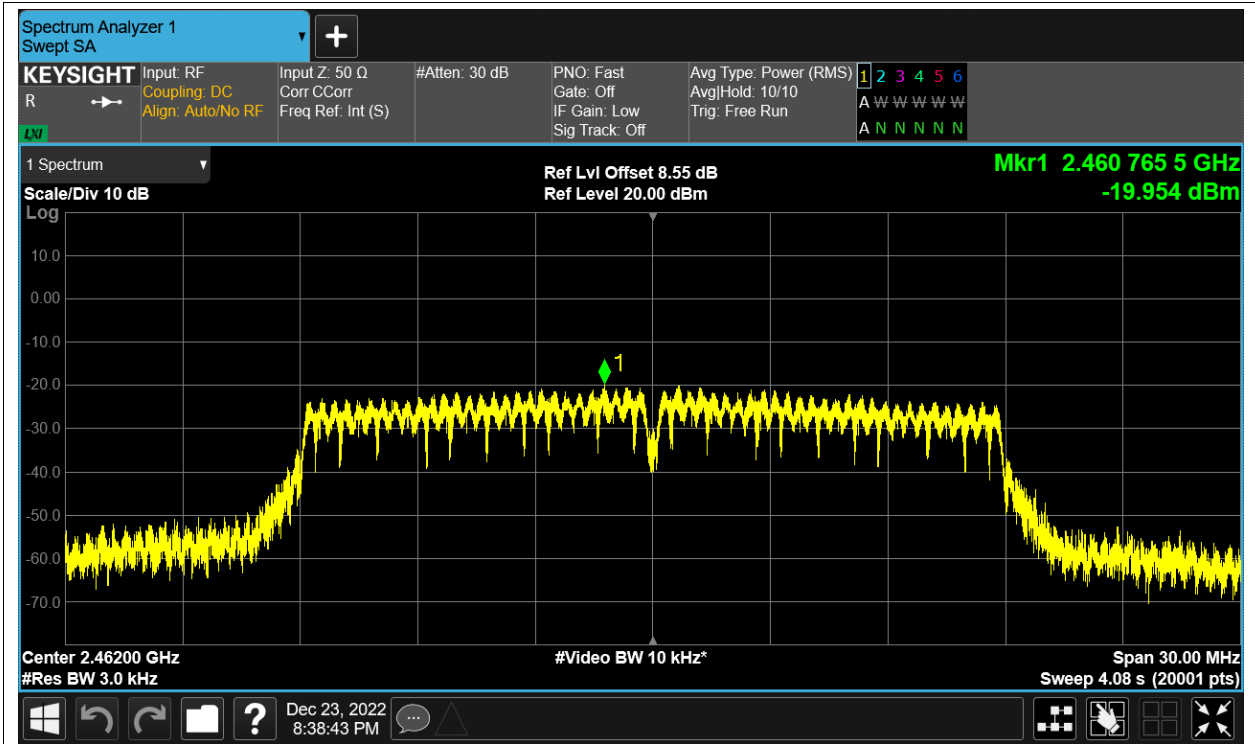 Spectrum Analyzer 1
Swept SA
+
KEYSIGHT
R
LXI
Input: RF
Coupling: DC
Align: Auto/No RF
Input Z: 50 Ω
Corr CCorr
Freq Ref: Int (S)
#Atten: 30 dB
PNO: Fast
Gate: Off
IF Gain: Low
Sig Track: Off
Avg Type: Power (RMS)
Avg|Hold: 10/10
Trig: Free Run
1 2 3 4 5 6
A W W W W W
A N N N N N
1 Spectrum
Scale/Div 10 dB
Ref Lvl Offset 8.55 dB
Ref Level 20.00 dBm
Mkr1 2.460 765 5 GHz
-19.954 dBm
Log
10.0
0.00
-10.0
-20.0
-30.0
-40.0
-50.0
-60.0
-70.0
1
Center 2.46200 GHz
#Res BW 3.0 kHz
#Video BW 10 kHz*
Span 30.00 MHz
Sweep 4.08 s (20001 pts)
?
Dec 23, 2022
8:38:43 PM